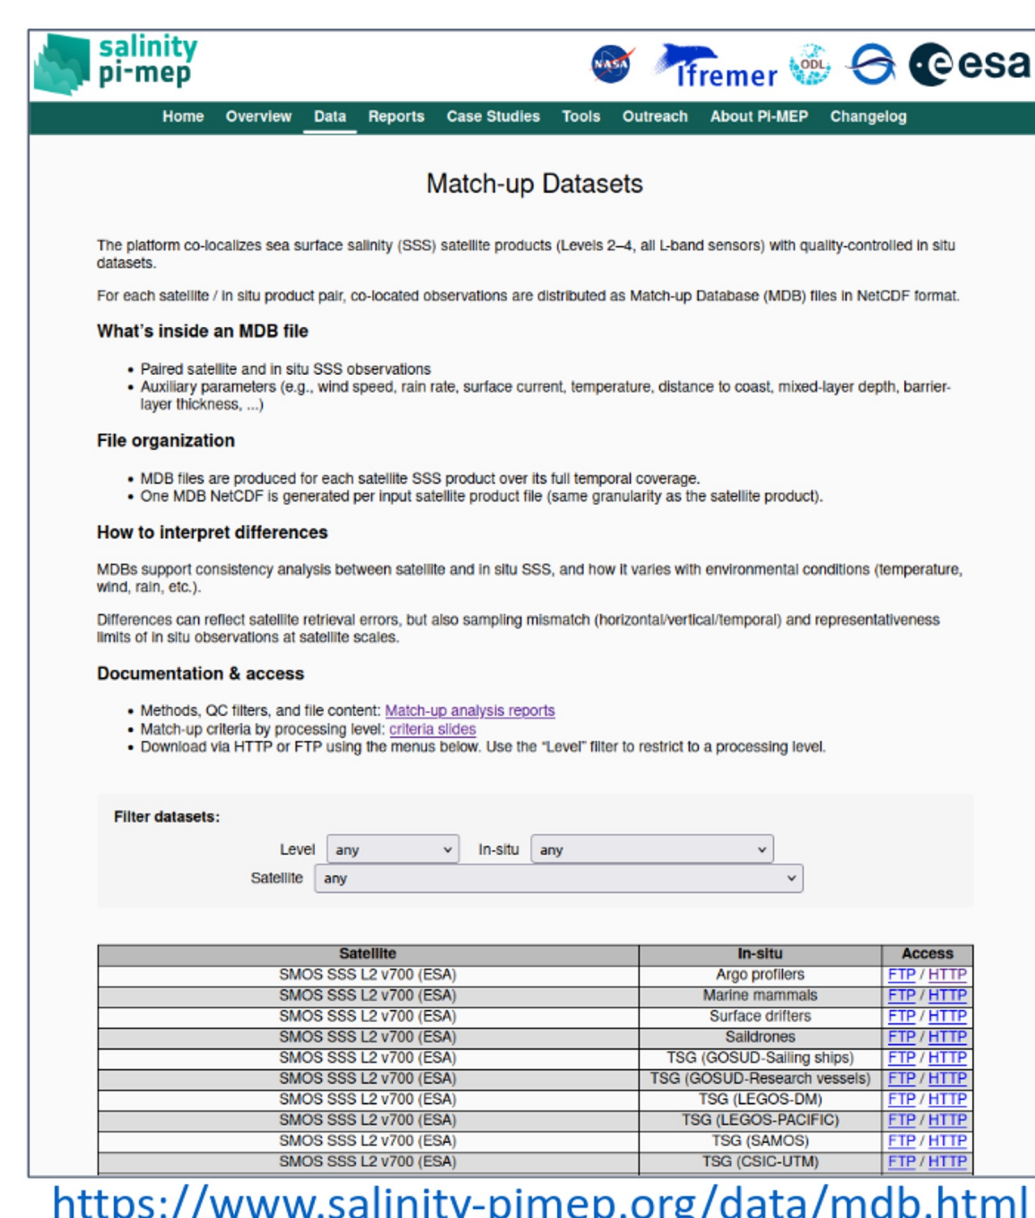 salinity
pi-mep
NASA
Ifremer
ODL
esa
Home Overview Data Reports Case Studies Tools Outreach About Pi-MEP Changelog
Match-up Datasets
The platform co-localizes sea surface salinity (SSS) satellite products (Levels 2–4, all L-band sensors) with quality-controlled in situ
datasets.
For each satellite / in situ product pair, co-located observations are distributed as Match-up Database (MDB) files in NetCDF format.
What's inside an MDB file
• Paired satellite and in situ SSS observations
• Auxiliary parameters (e.g., wind speed, rain rate, surface current, temperature, distance to coast, mixed-layer depth, barrier-
layer thickness, ...)
File organization
• MDB files are produced for each satellite SSS product over its full temporal coverage.
• One MDB NetCDF is generated per input satellite product file (same granularity as the satellite product).
How to interpret differences
MDBs support consistency analysis between satellite and in situ SSS, and how it varies with environmental conditions (temperature,
wind, rain, etc.).
Differences can reflect satellite retrieval errors, but also sampling mismatch (horizontal/vertical/temporal) and representativeness
limits of in situ observations at satellite scales.
Documentation & access
• Methods, QC filters, and file content: Match-up analysis reports
• Match-up criteria by processing level: criteria slides
• Download via HTTP or FTP using the menus below. Use the "Level" filter to restrict to a processing level.
Filter datasets:
Level any In-situ any
Satellite any
Satellite In-situ Access
SMOS SSS L2 v700 (ESA) Argo profilers FTP / HTTP
SMOS SSS L2 v700 (ESA) Marine mammals FTP / HTTP
SMOS SSS L2 v700 (ESA) Surface drifters FTP / HTTP
SMOS SSS L2 v700 (ESA) Saildrones FTP / HTTP
SMOS SSS L2 v700 (ESA) TSG (GOSUD-Sailing ships) FTP / HTTP
SMOS SSS L2 v700 (ESA) TSG (GOSUD-Research vessels) FTP / HTTP
SMOS SSS L2 v700 (ESA) TSG (LEGOS-DM) FTP / HTTP
SMOS SSS L2 v700 (ESA) TSG (LEGOS-PACIFIC) FTP / HTTP
SMOS SSS L2 v700 (ESA) TSG (SAMOS) FTP / HTTP
SMOS SSS L2 v700 (ESA) TSG (CSIC-UTM) FTP / HTTP
https://www.salinity-pimep.org/data/mdb.html